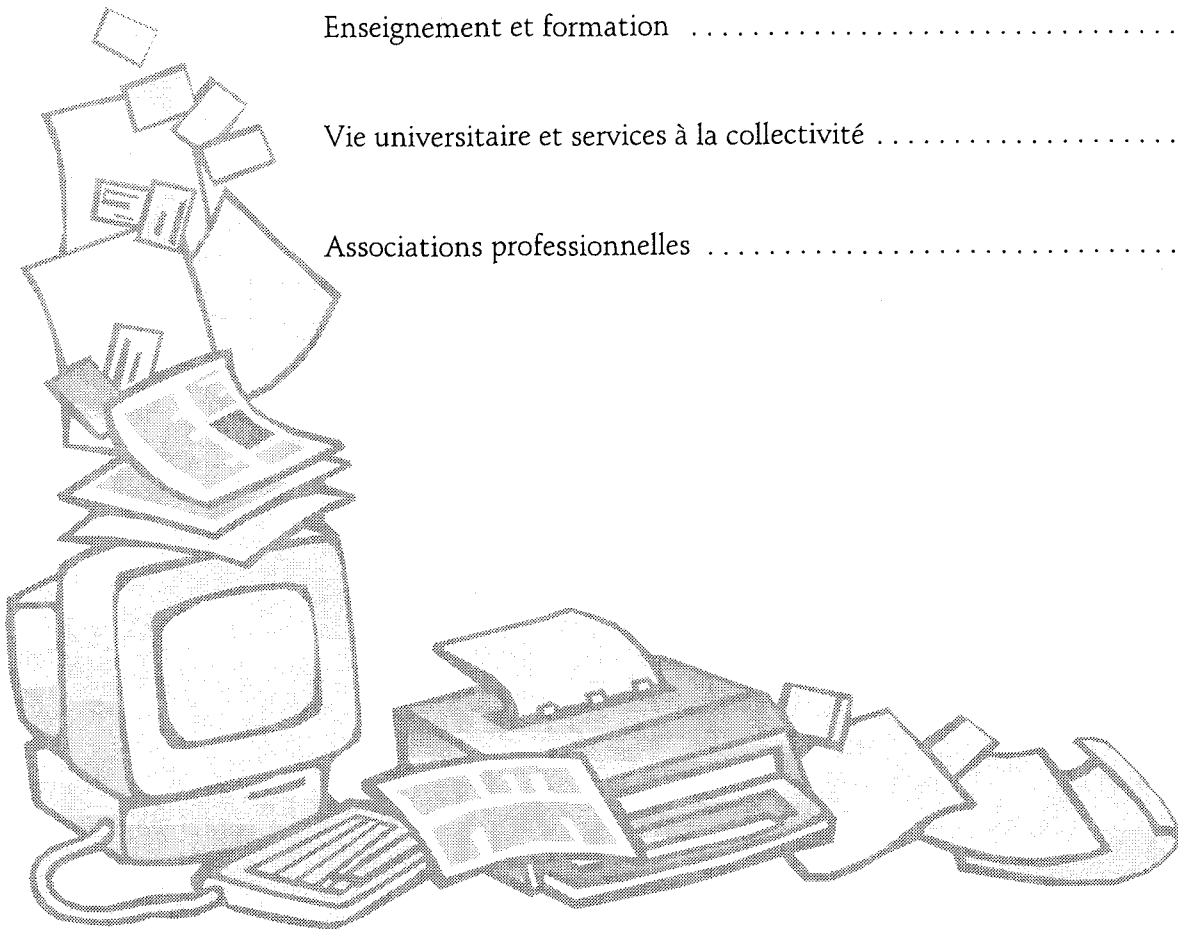 Enseignement et formation . . . . . . . . . . . . . . . . . . . . . . . . . . . . . . . .
Vie universitaire et services à la collectivité . . . . . . . . . . . . . . . . . . . .
Associations professionnelles . . . . . . . . . . . . . . . . . . . . . . . . . . . . . . .